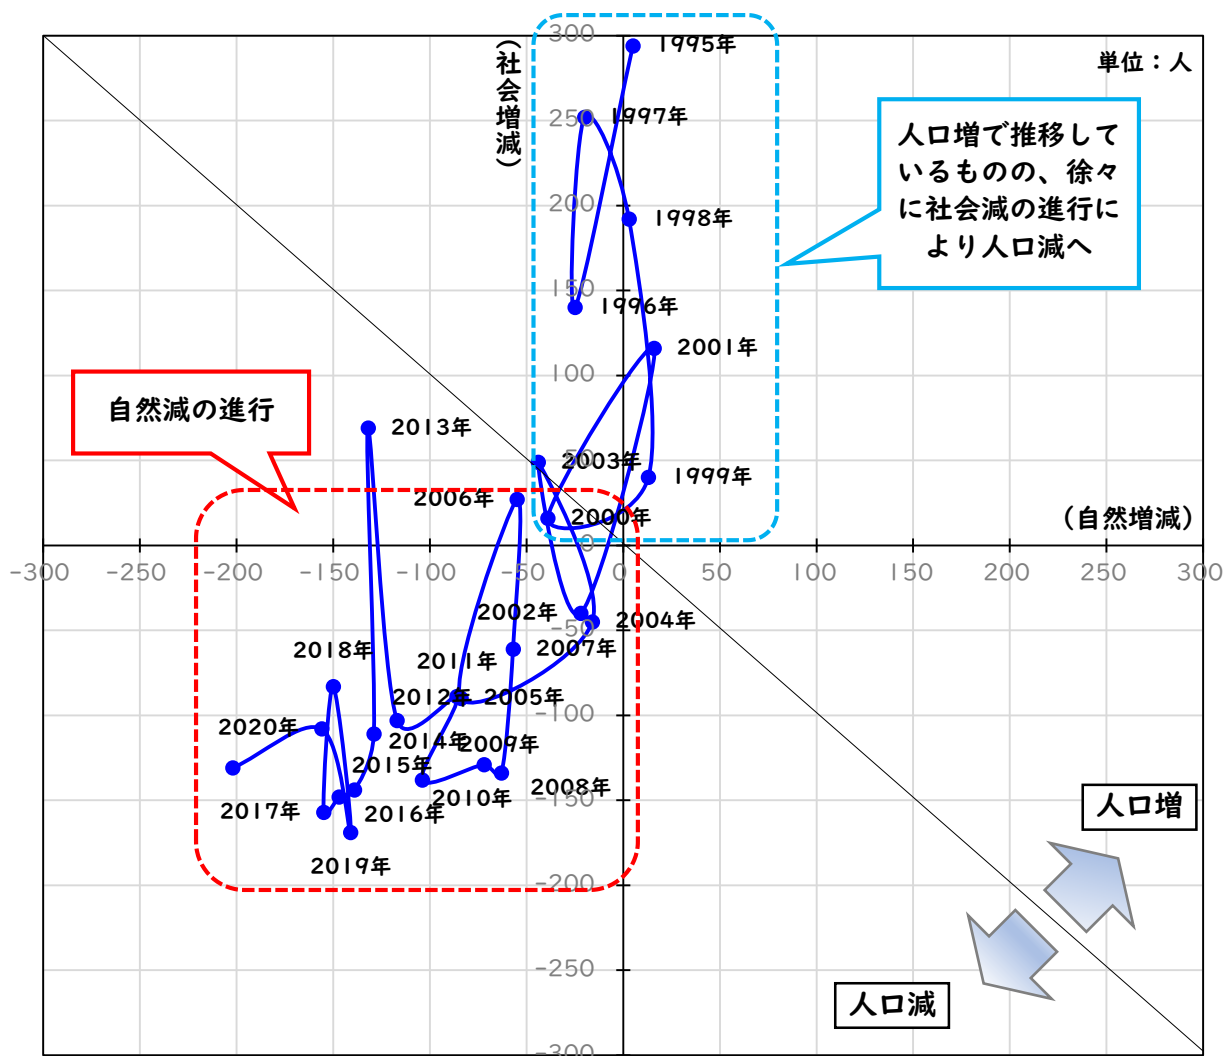 (社会増減)
単位：人
300
250
200
150
100
50
0
-50
-100
-150
-200
-250
-300
-300
-250
-200
-150
-100
-50
0
50
100
150
200
250
300
(自然増減)
1995年
1997年
1998年
1996年
2001年
2013年
2003年
1999年
2006年
2000年
2002年
2004年
2007年
2018年
2011年
2012年
2005年
2020年
2014年
2009年
2015年
2008年
2010年
2017年
2016年
2019年
人口増で推移して
いるものの、徐々
に社会減の進行に
より人口減へ
自然減の進行
人口増
人口減